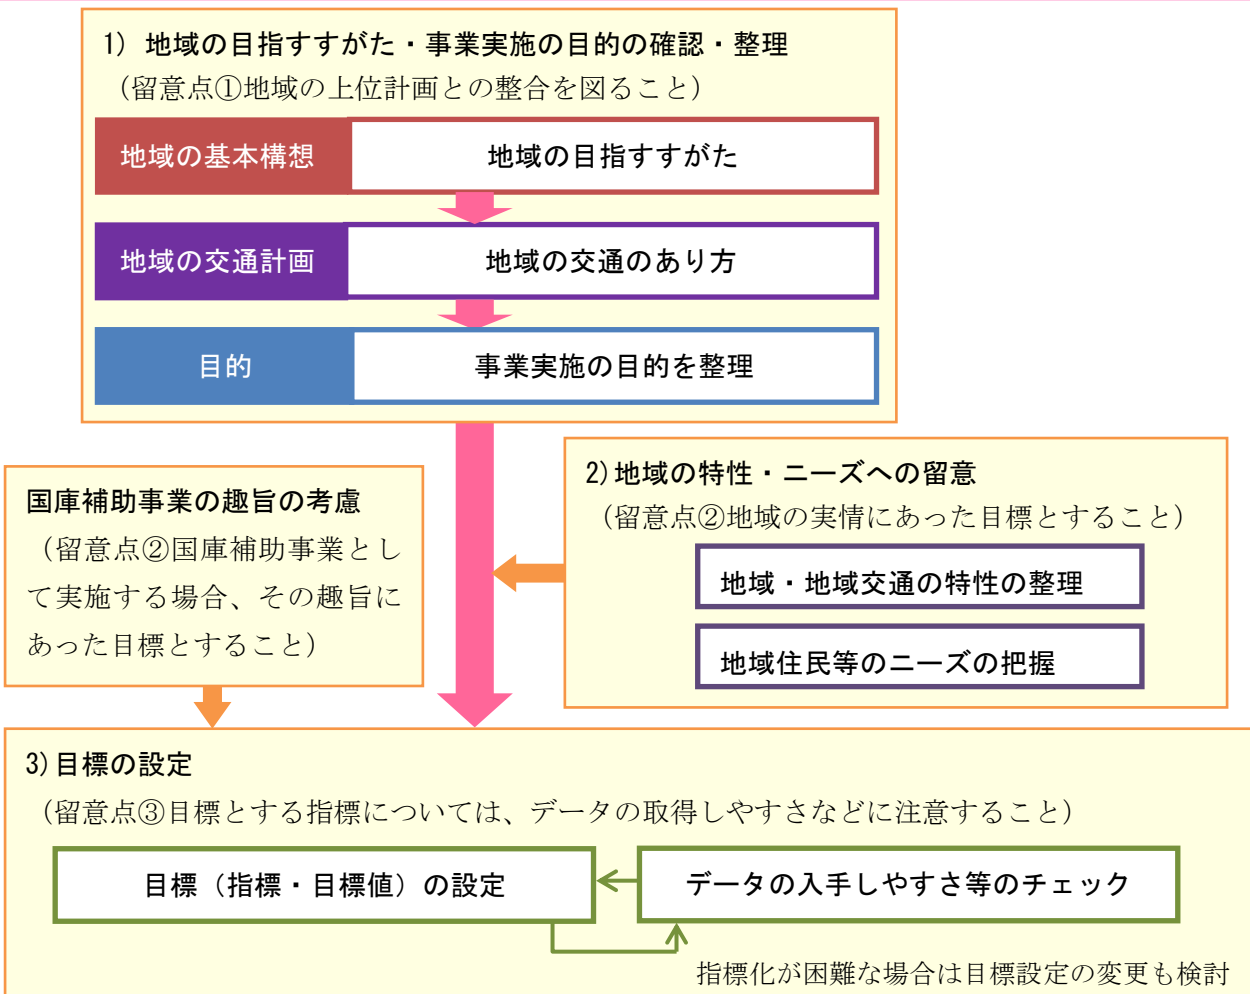 1) 地域の目指すすがた・事業実施の目的の確認・整理
（留意点①地域の上位計画との整合を図ること）
地域の基本構想
地域の目指すすがた
地域の交通計画
地域の交通のあり方
目的
事業実施の目的を整理
国庫補助事業の趣旨の考慮
（留意点②国庫補助事業とし
て実施する場合、その趣旨に
あった目標とすること）
2)地域の特性・ニーズへの留意
（留意点②地域の実情にあった目標とすること）
地域・地域交通の特性の整理
地域住民等のニーズの把握
3)目標の設定
（留意点③目標とする指標については、データの取得しやすさなどに注意すること）
目標（指標・目標値）の設定
データの入手しやすさ等のチェック
指標化が困難な場合は目標設定の変更も検討